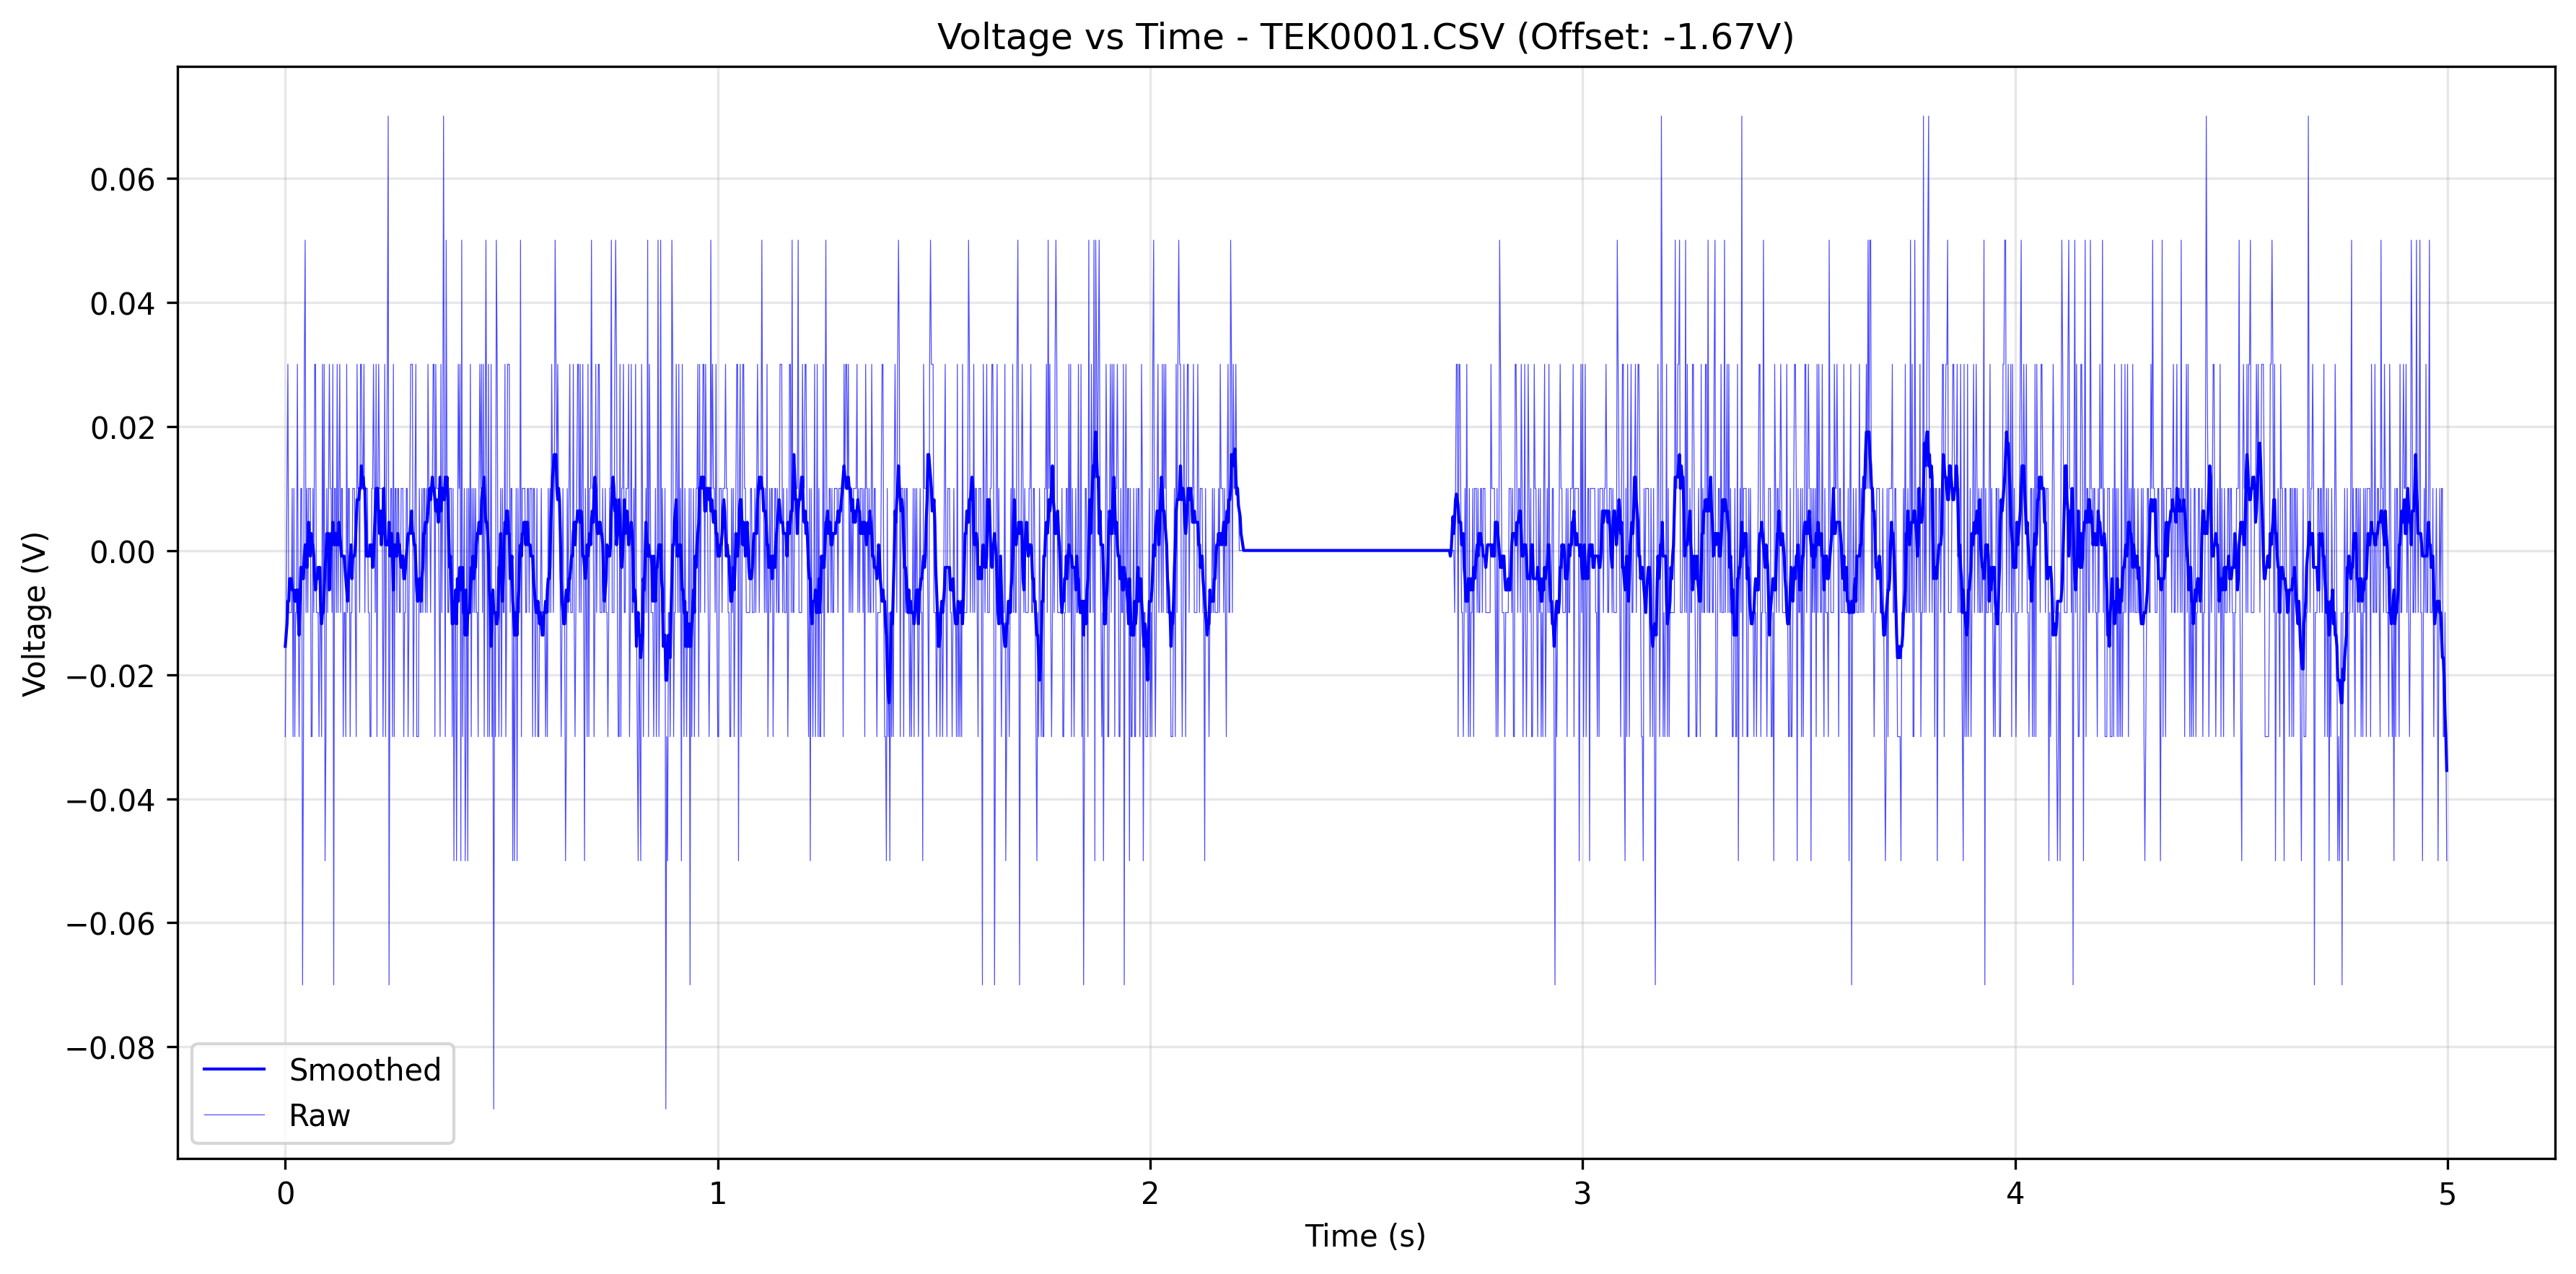 Voltage vs Time - TEK0001.CSV (Offset: -1.67V)
Voltage (V)
0.06
0.04
0.02
0.00
−0.02
−0.04
−0.06
−0.08
Smoothed
Raw
0 1 2 3 4 5
Time (s)